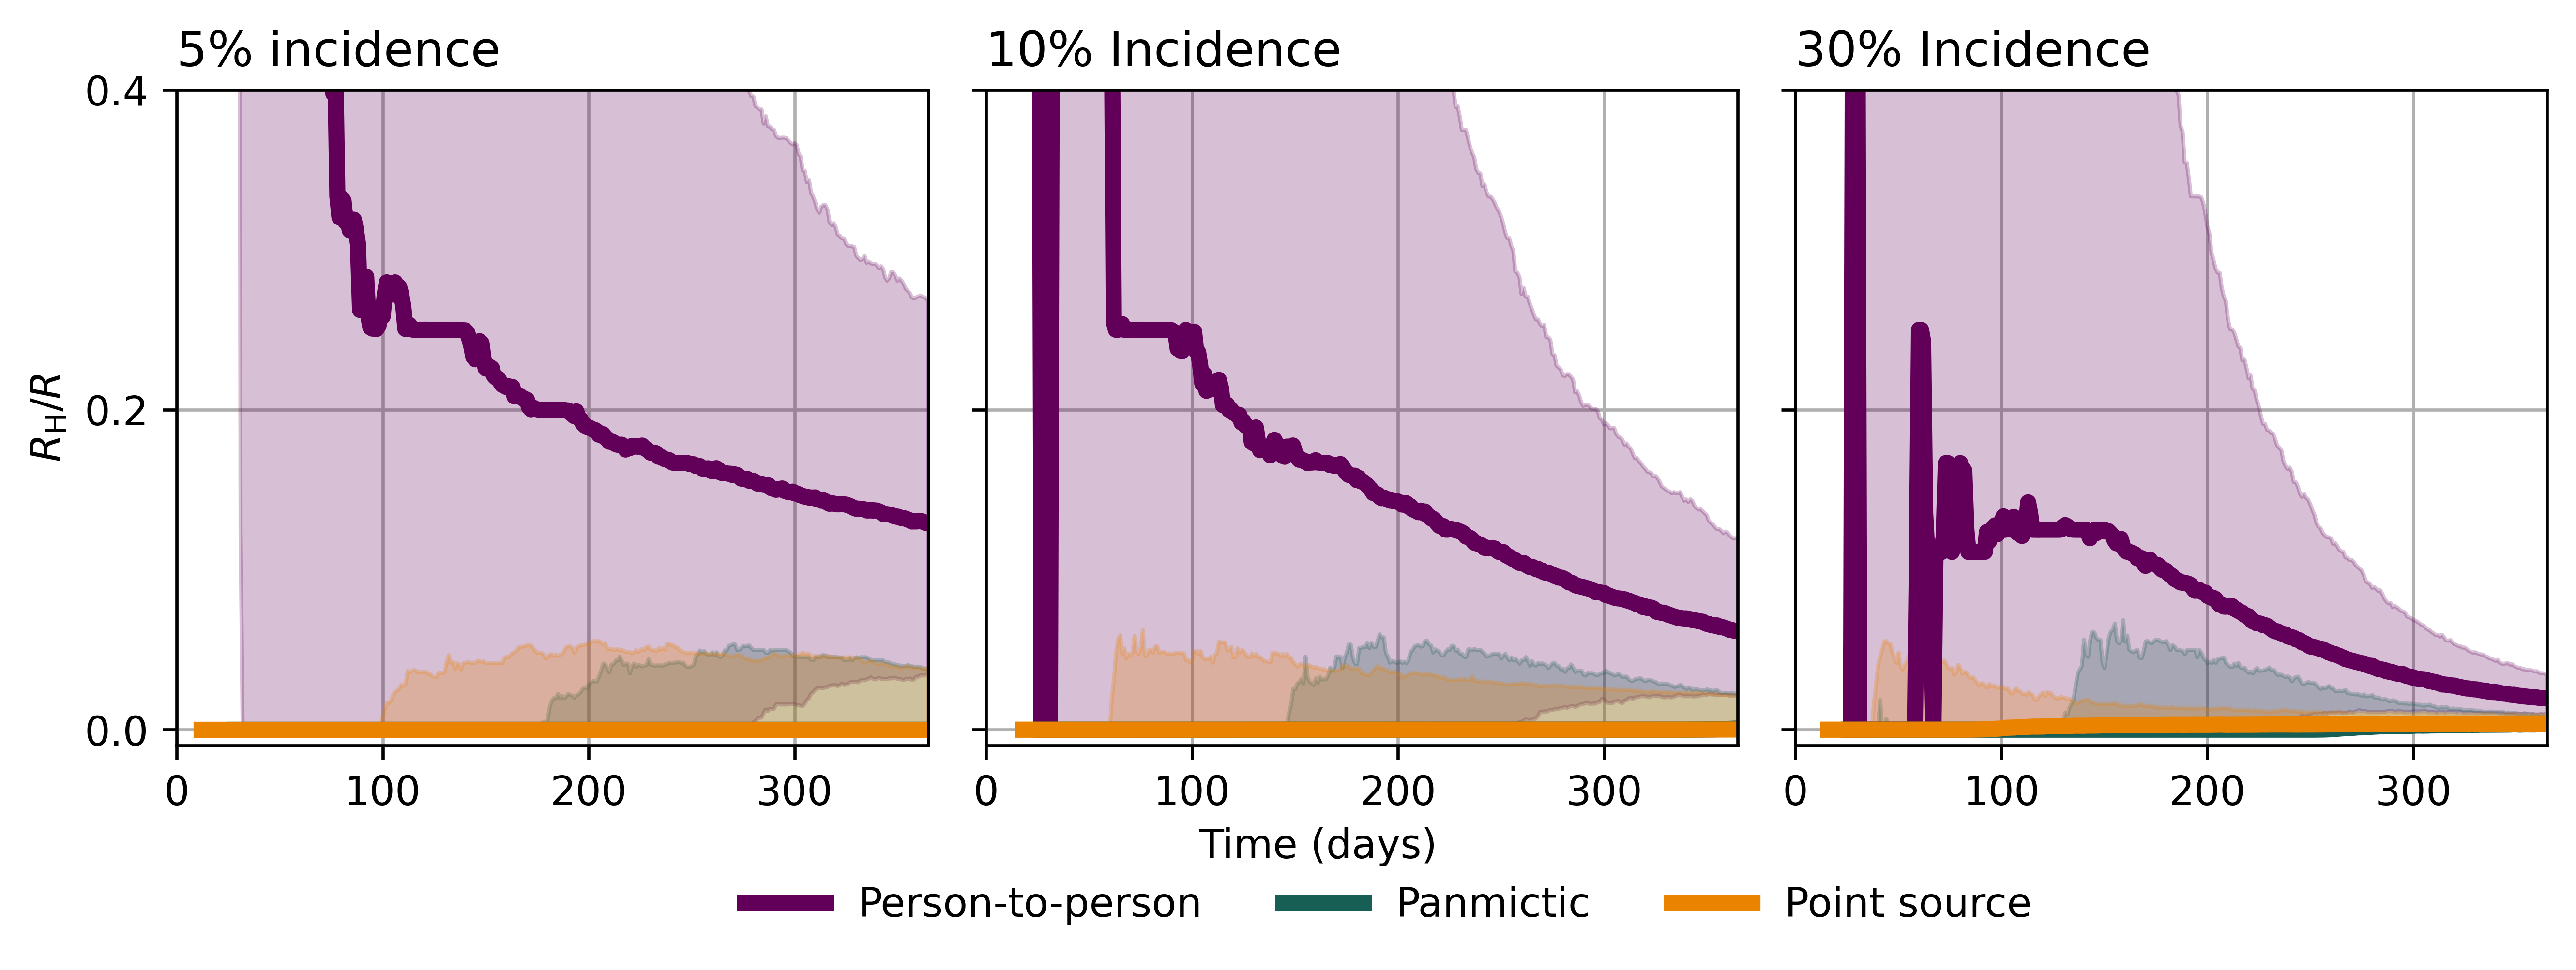 5% incidence
10% Incidence
30% Incidence
0.4
0.2
0.0
R_H/R
0 100 200 300
0 100 200 300
0 100 200 300
Time (days)
Person-to-person Panmictic Point source